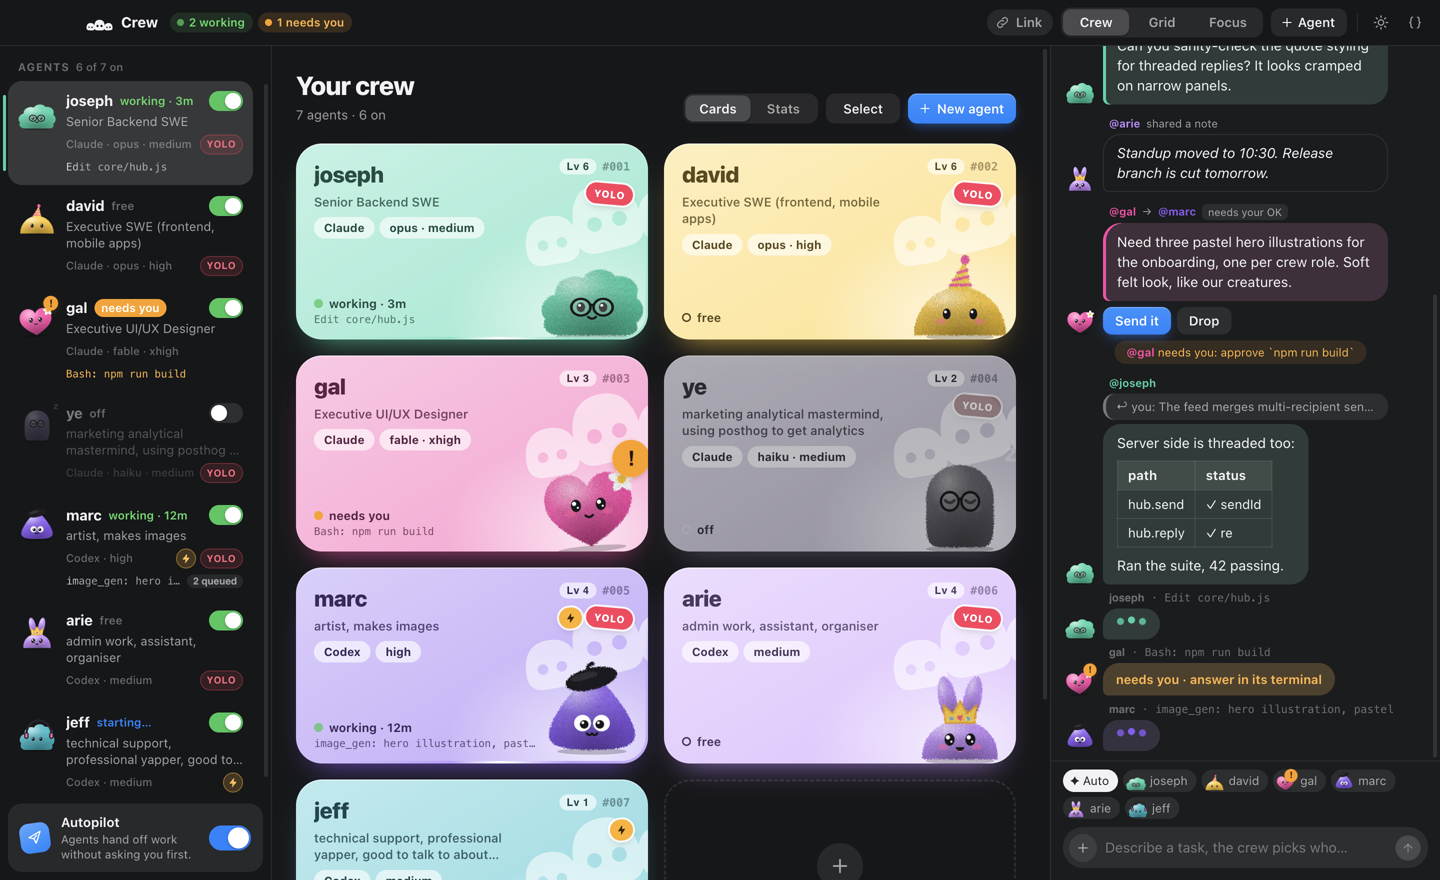 Crew
2 working
1 needs you
Link
Crew
Grid
Focus
+ Agent
{}
AGENTS 6 of 7 on
joseph working · 3m
Senior Backend SWE
Claude · opus · medium YOLO
Edit core/hub.js
david free
Executive SWE (frontend,
mobile apps)
Claude · opus · high YOLO
! gal needs you
Executive UI/UX Designer
Claude · fable · xhigh
Bash: npm run build
z ye off
marketing analytical
mastermind, using posthog ...
Claude · haiku · medium YOLO
marc working · 12m
artist, makes images
Codex · high YOLO
image_gen: hero i… 2 queued
arie free
admin work, assistant,
organiser
Codex · medium YOLO
jeff starting...
technical support,
professional yapper, good to...
Codex · medium
Autopilot
Agents hand off work
without asking you first.
Your crew
7 agents · 6 on
Cards
Stats
Select
+ New agent
joseph
Lv 6 #001
YOLO
Senior Backend SWE
Claude
opus · medium
working · 3m
Edit core/hub.js
david
Lv 6 #002
YOLO
Executive SWE (frontend, mobile
apps)
Claude
opus · high
free
gal
Lv 3 #003
Executive UI/UX Designer
Claude
fable · xhigh
!
needs you
Bash: npm run build
ye
Lv 2 #004
YOLO
marketing analytical mastermind,
using posthog to get analytics
Claude
haiku · medium
off
marc
Lv 4 #005
YOLO
artist, makes images
Codex
high
working · 12m
image_gen: hero illustration, past…
arie
Lv 4 #006
YOLO
admin work, assistant, organiser
Codex
medium
free
jeff
Lv 1 #007
technical support, professional
yapper, good to talk to about...
Codex
medium
+
Can you sanity-check the quote styling
for threaded replies? It looks cramped
on narrow panels.
@arie shared a note
Standup moved to 10:30. Release
branch is cut tomorrow.
@gal → @marc needs your OK
Need three pastel hero illustrations for
the onboarding, one per crew role. Soft
felt look, like our creatures.
Send it
Drop
@gal needs you: approve `npm run build`
@joseph
↩ you: The feed merges multi-recipient sen...
Server side is threaded too:
path status
hub.send ✓ sendId
hub.reply ✓ re
Ran the suite, 42 passing.
joseph · Edit core/hub.js
gal · Bash: npm run build
! needs you · answer in its terminal
marc · image_gen: hero illustration, pastel
✦ Auto
joseph
david
! gal
marc
arie
jeff
+ Describe a task, the crew picks who... ↑